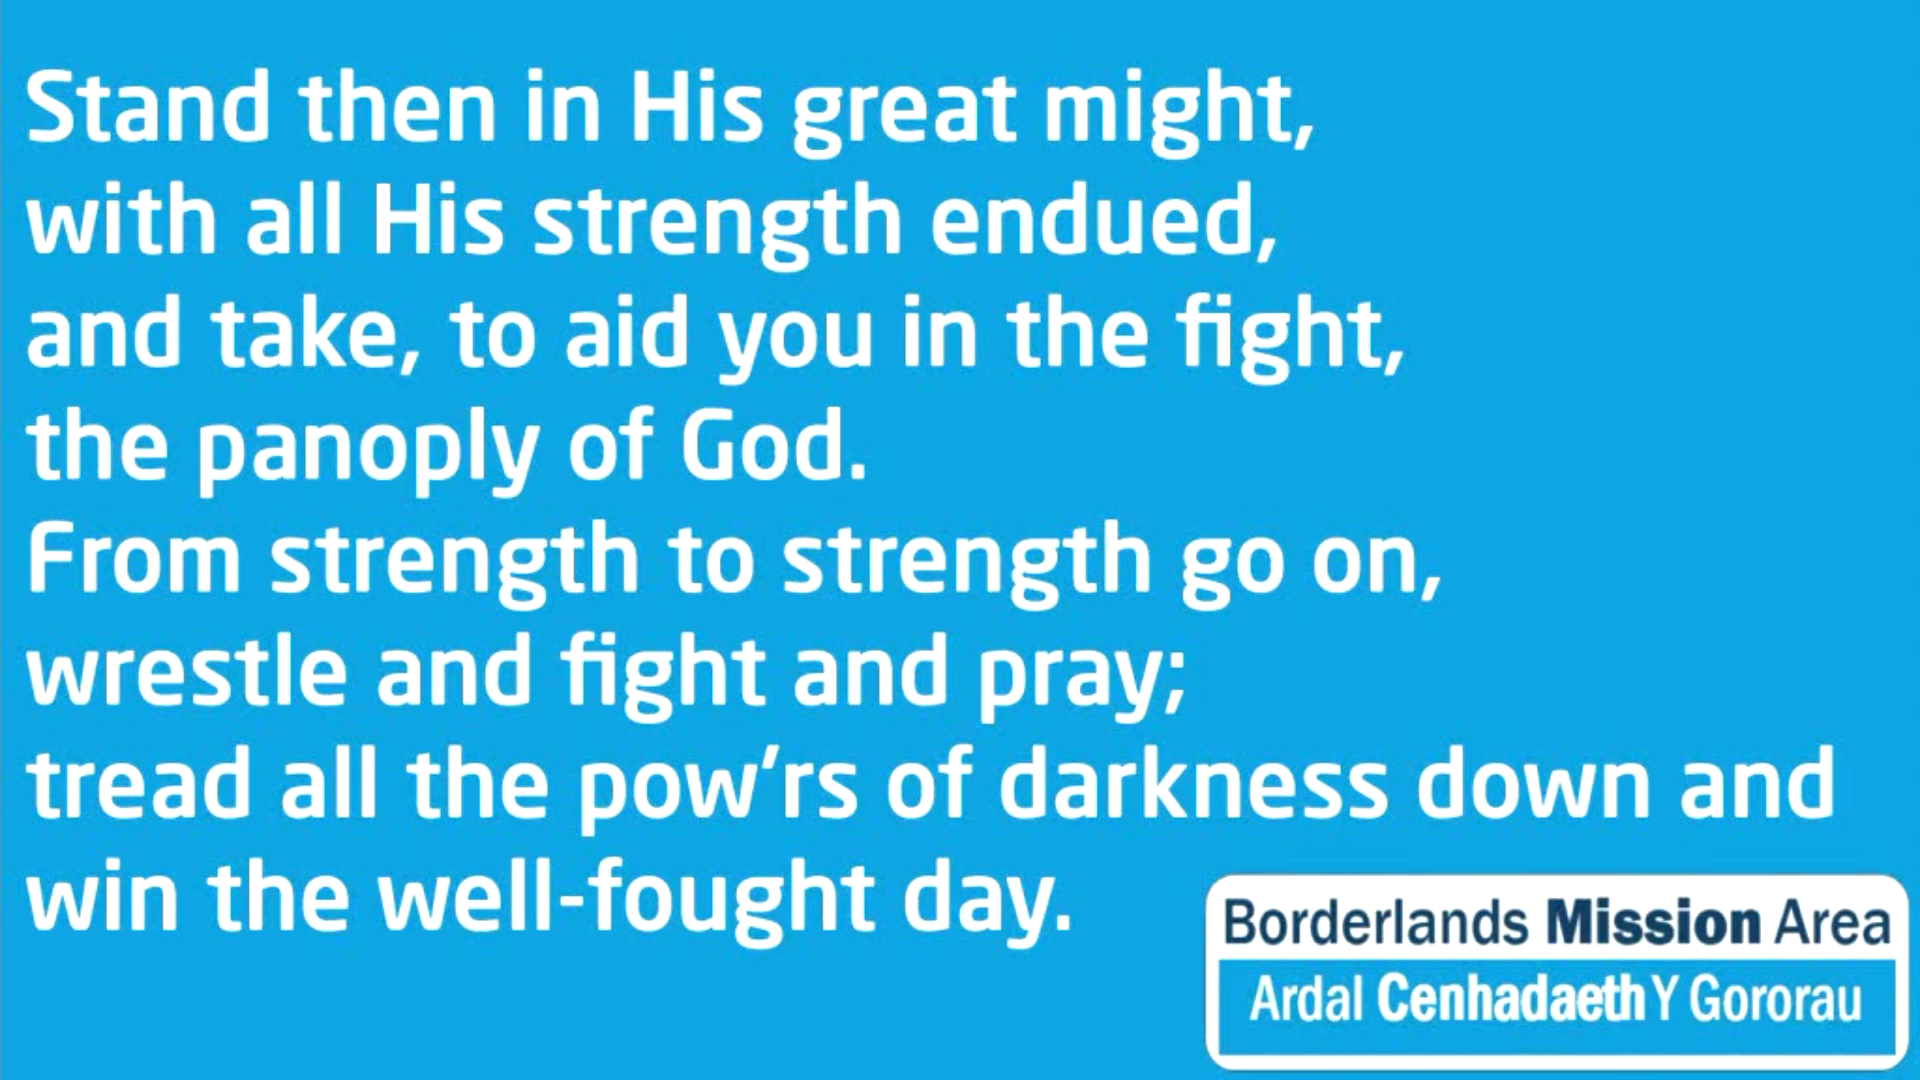 Stand then in His great might,
with all His strength endued,
and take, to aid you in the fight,
the panoply of God.
From strength to strength go on,
wrestle and fight and pray;
tread all the pow’rs of darkness down and
win the well-fought day.
Borderlands Mission Area
Ardal Cenhadaeth Y Gororau